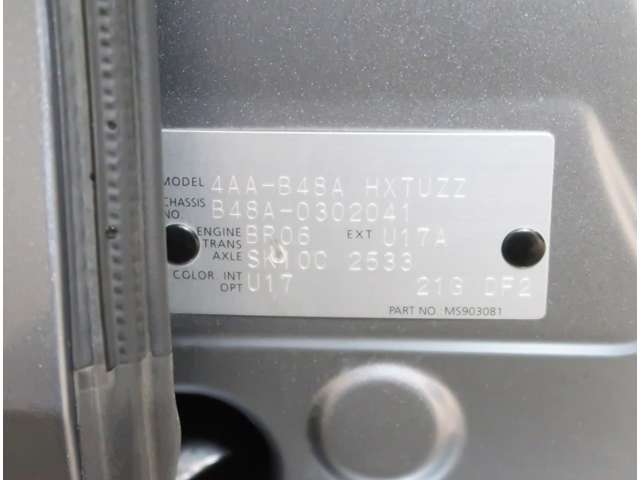 MODEL 4AA-B48A HXTUZZ
CHASSIS NO. B48A-0302041
ENGINE BR06 EXT U17A
TRANS AXLE 2533
COLOR. INT
OPT U17 21G DF2
PART NO. MS903081